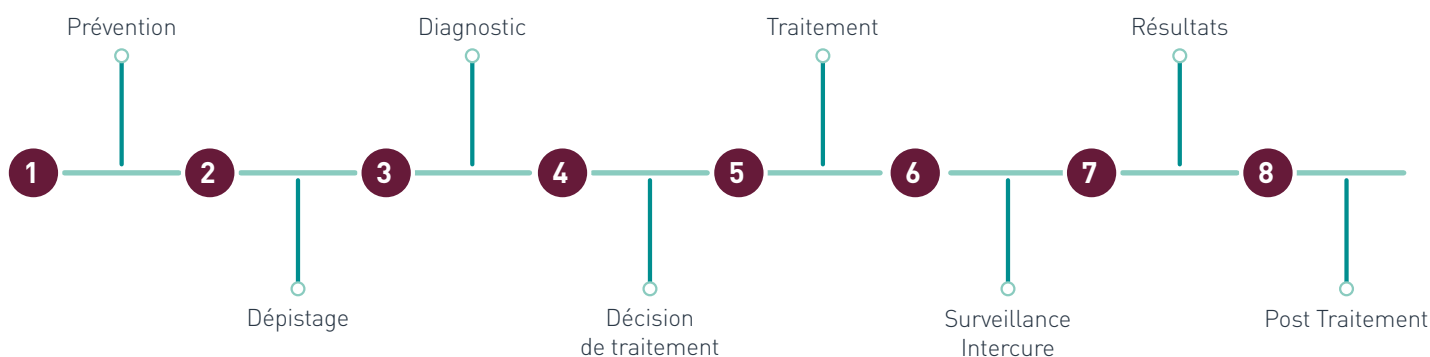 Prévention
Diagnostic
Traitement
Résultats
1 2 3 4 5 6 7 8
Dépistage
Décision
de traitement
Surveillance
Intercure
Post Traitement